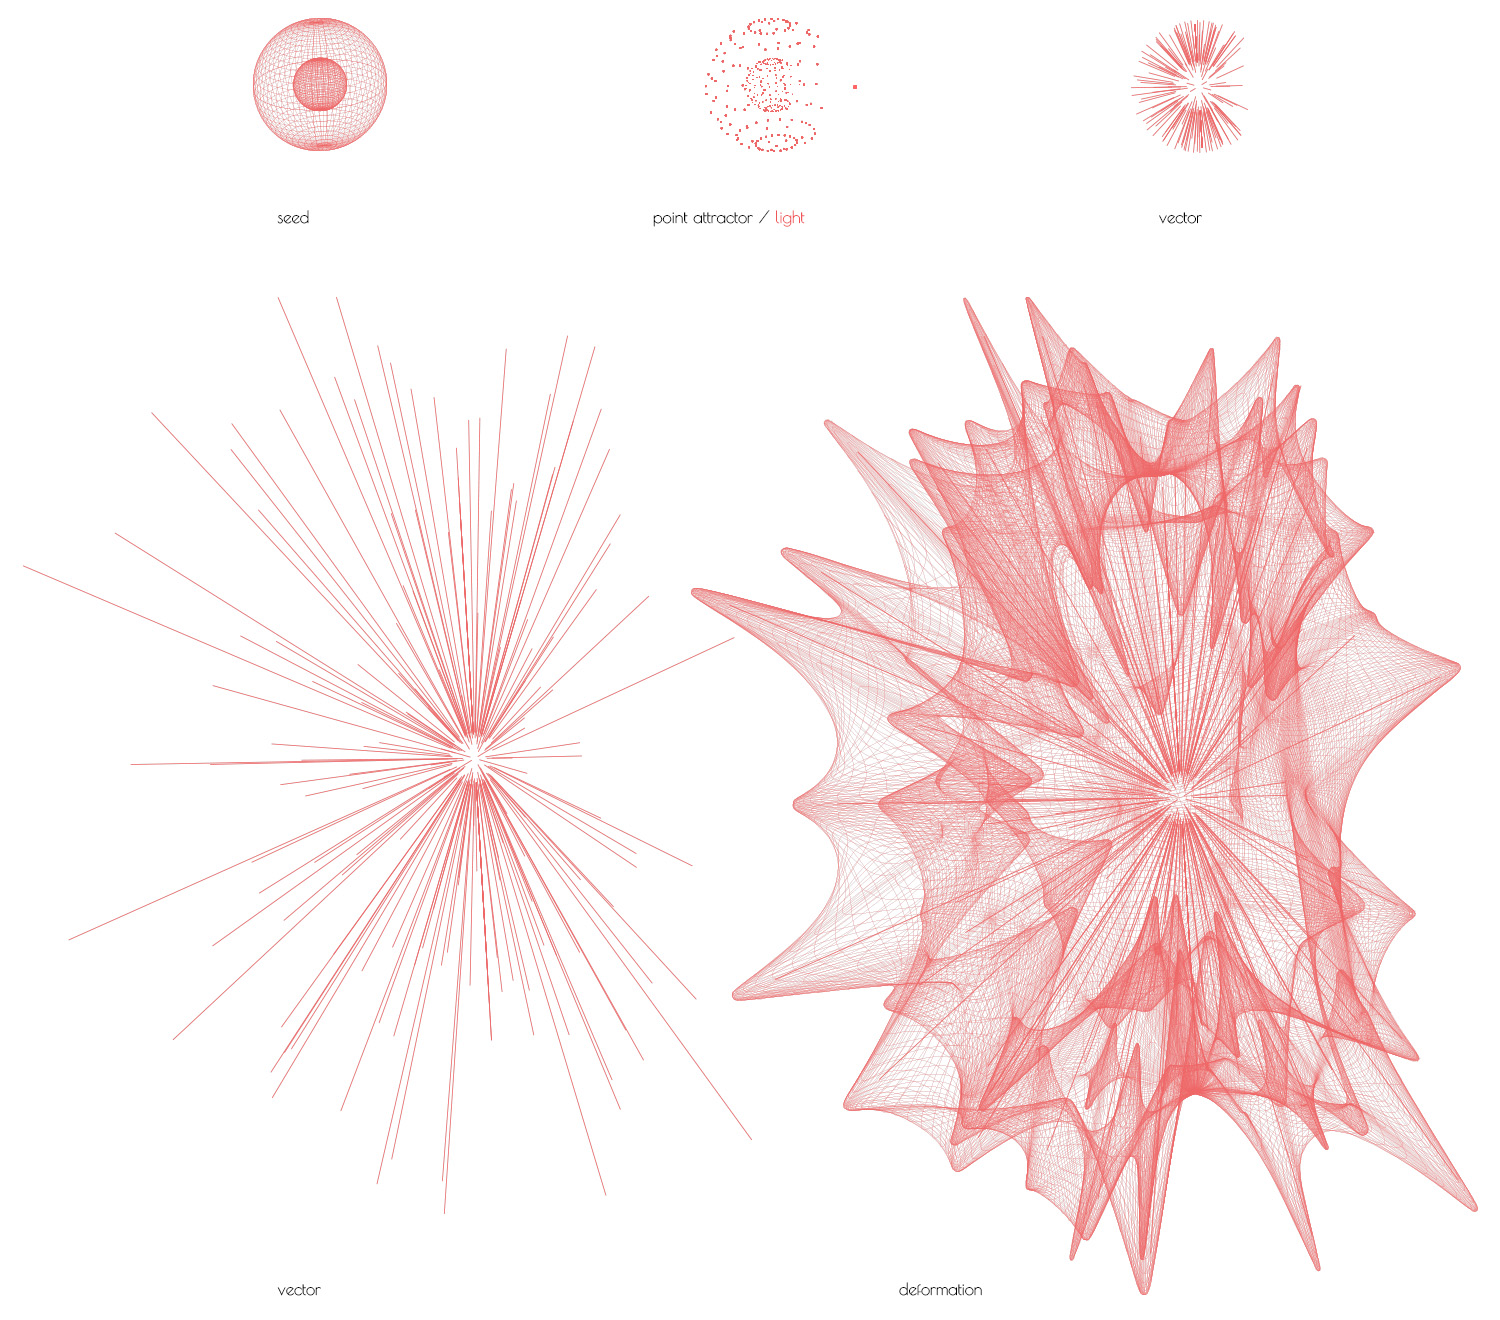 seed
point attractor / light
vector
vector
deformation